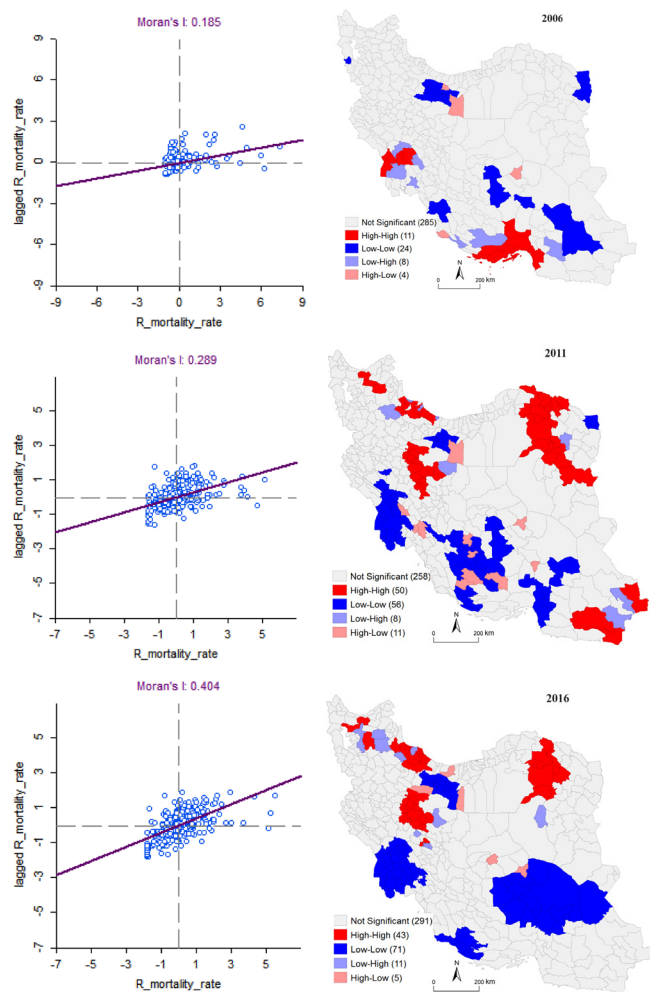 Moran's I: 0.185
2006
9
6
3
0
-3
-6
-9
lagged R_mortality_rate
-9 -6 -3 0 3 6 9
R_mortality_rate
Not Significant (285)
High-High (11)
Low-Low (24)
Low-High (8)
High-Low (4)
N
0 200 km
Moran's I: 0.289
2011
5
3
1
-1
-3
-5
-7
lagged R_mortality_rate
-7 -5 -3 -1 1 3 5
R_mortality_rate
Not Significant (258)
High-High (50)
Low-Low (56)
Low-High (8)
High-Low (11)
N
0 200 km
Moran's I: 0.404
2016
5
3
1
-1
-3
-5
-7
lagged R_mortality_rate
-7 -5 -3 -1 1 3 5
R_mortality_rate
Not Significant (291)
High-High (43)
Low-Low (71)
Low-High (11)
High-Low (5)
N
0 200 km